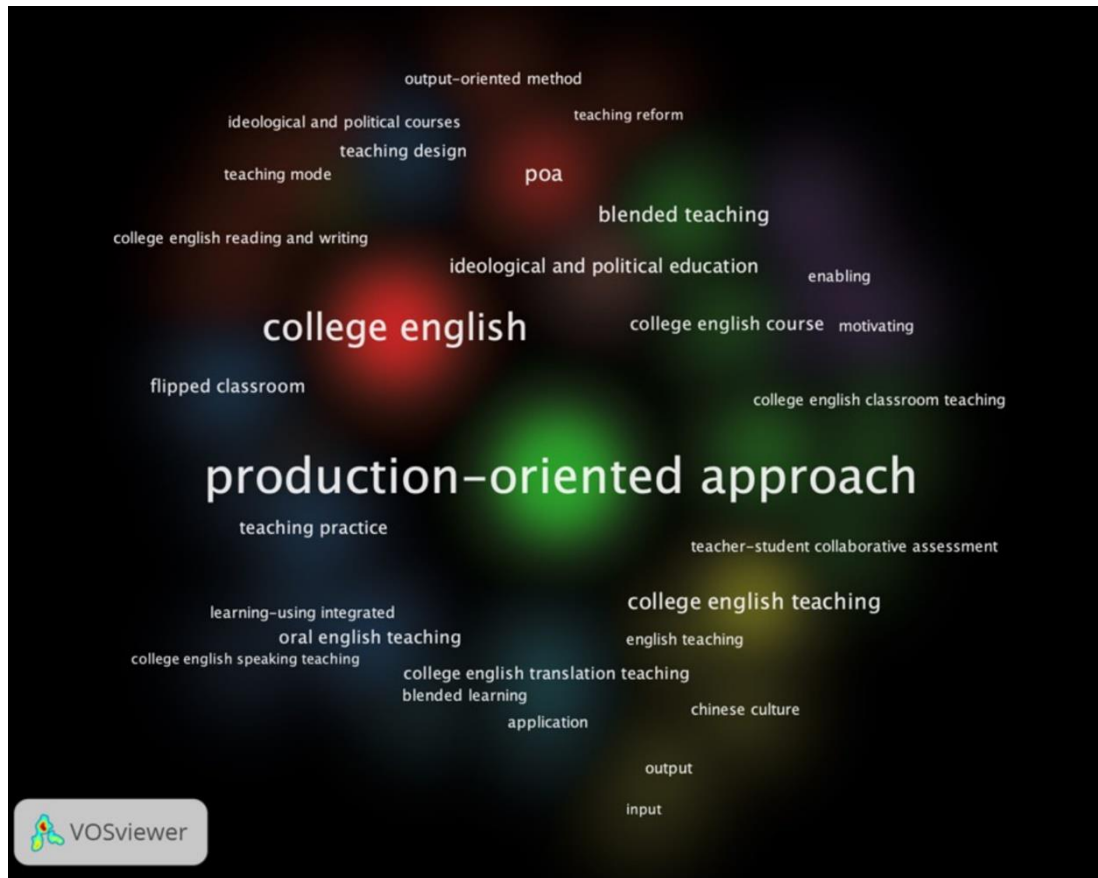 output-oriented method
teaching reform
ideological and political courses
teaching design
teaching mode
poa
blended teaching
college english reading and writing
ideological and political education
enabling
college english
college english course
motivating
flipped classroom
college english classroom teaching
production-oriented approach
teaching practice
teacher-student collaborative assessment
college english teaching
learning-using integrated
oral english teaching
english teaching
college english speaking teaching
college english translation teaching
blended learning
chinese culture
application
output
input
VOSviewer